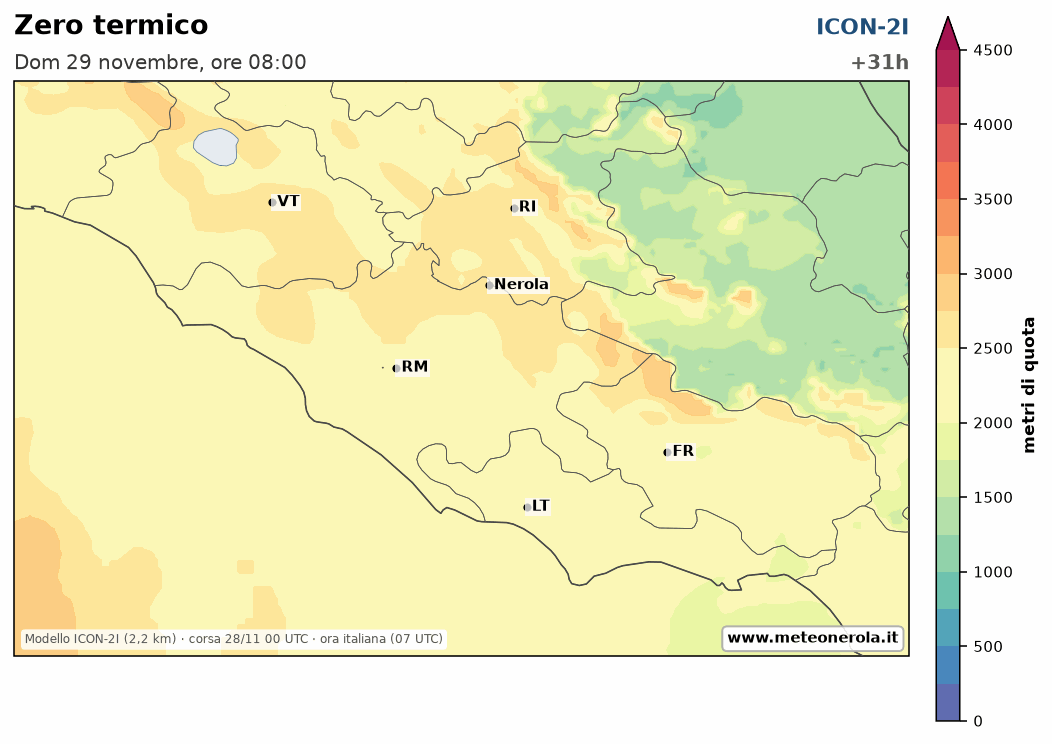 Zero termico
ICON-2I
Dom 29 novembre, ore 08:00
+31h
VT
RI
Nerola
RM
FR
LT
Modello ICON-2I (2,2 km) · corsa 28/11 00 UTC · ora italiana (07 UTC)
www.meteonerola.it
4500
4000
3500
3000
2500
2000
1500
1000
500
0
metri di quota